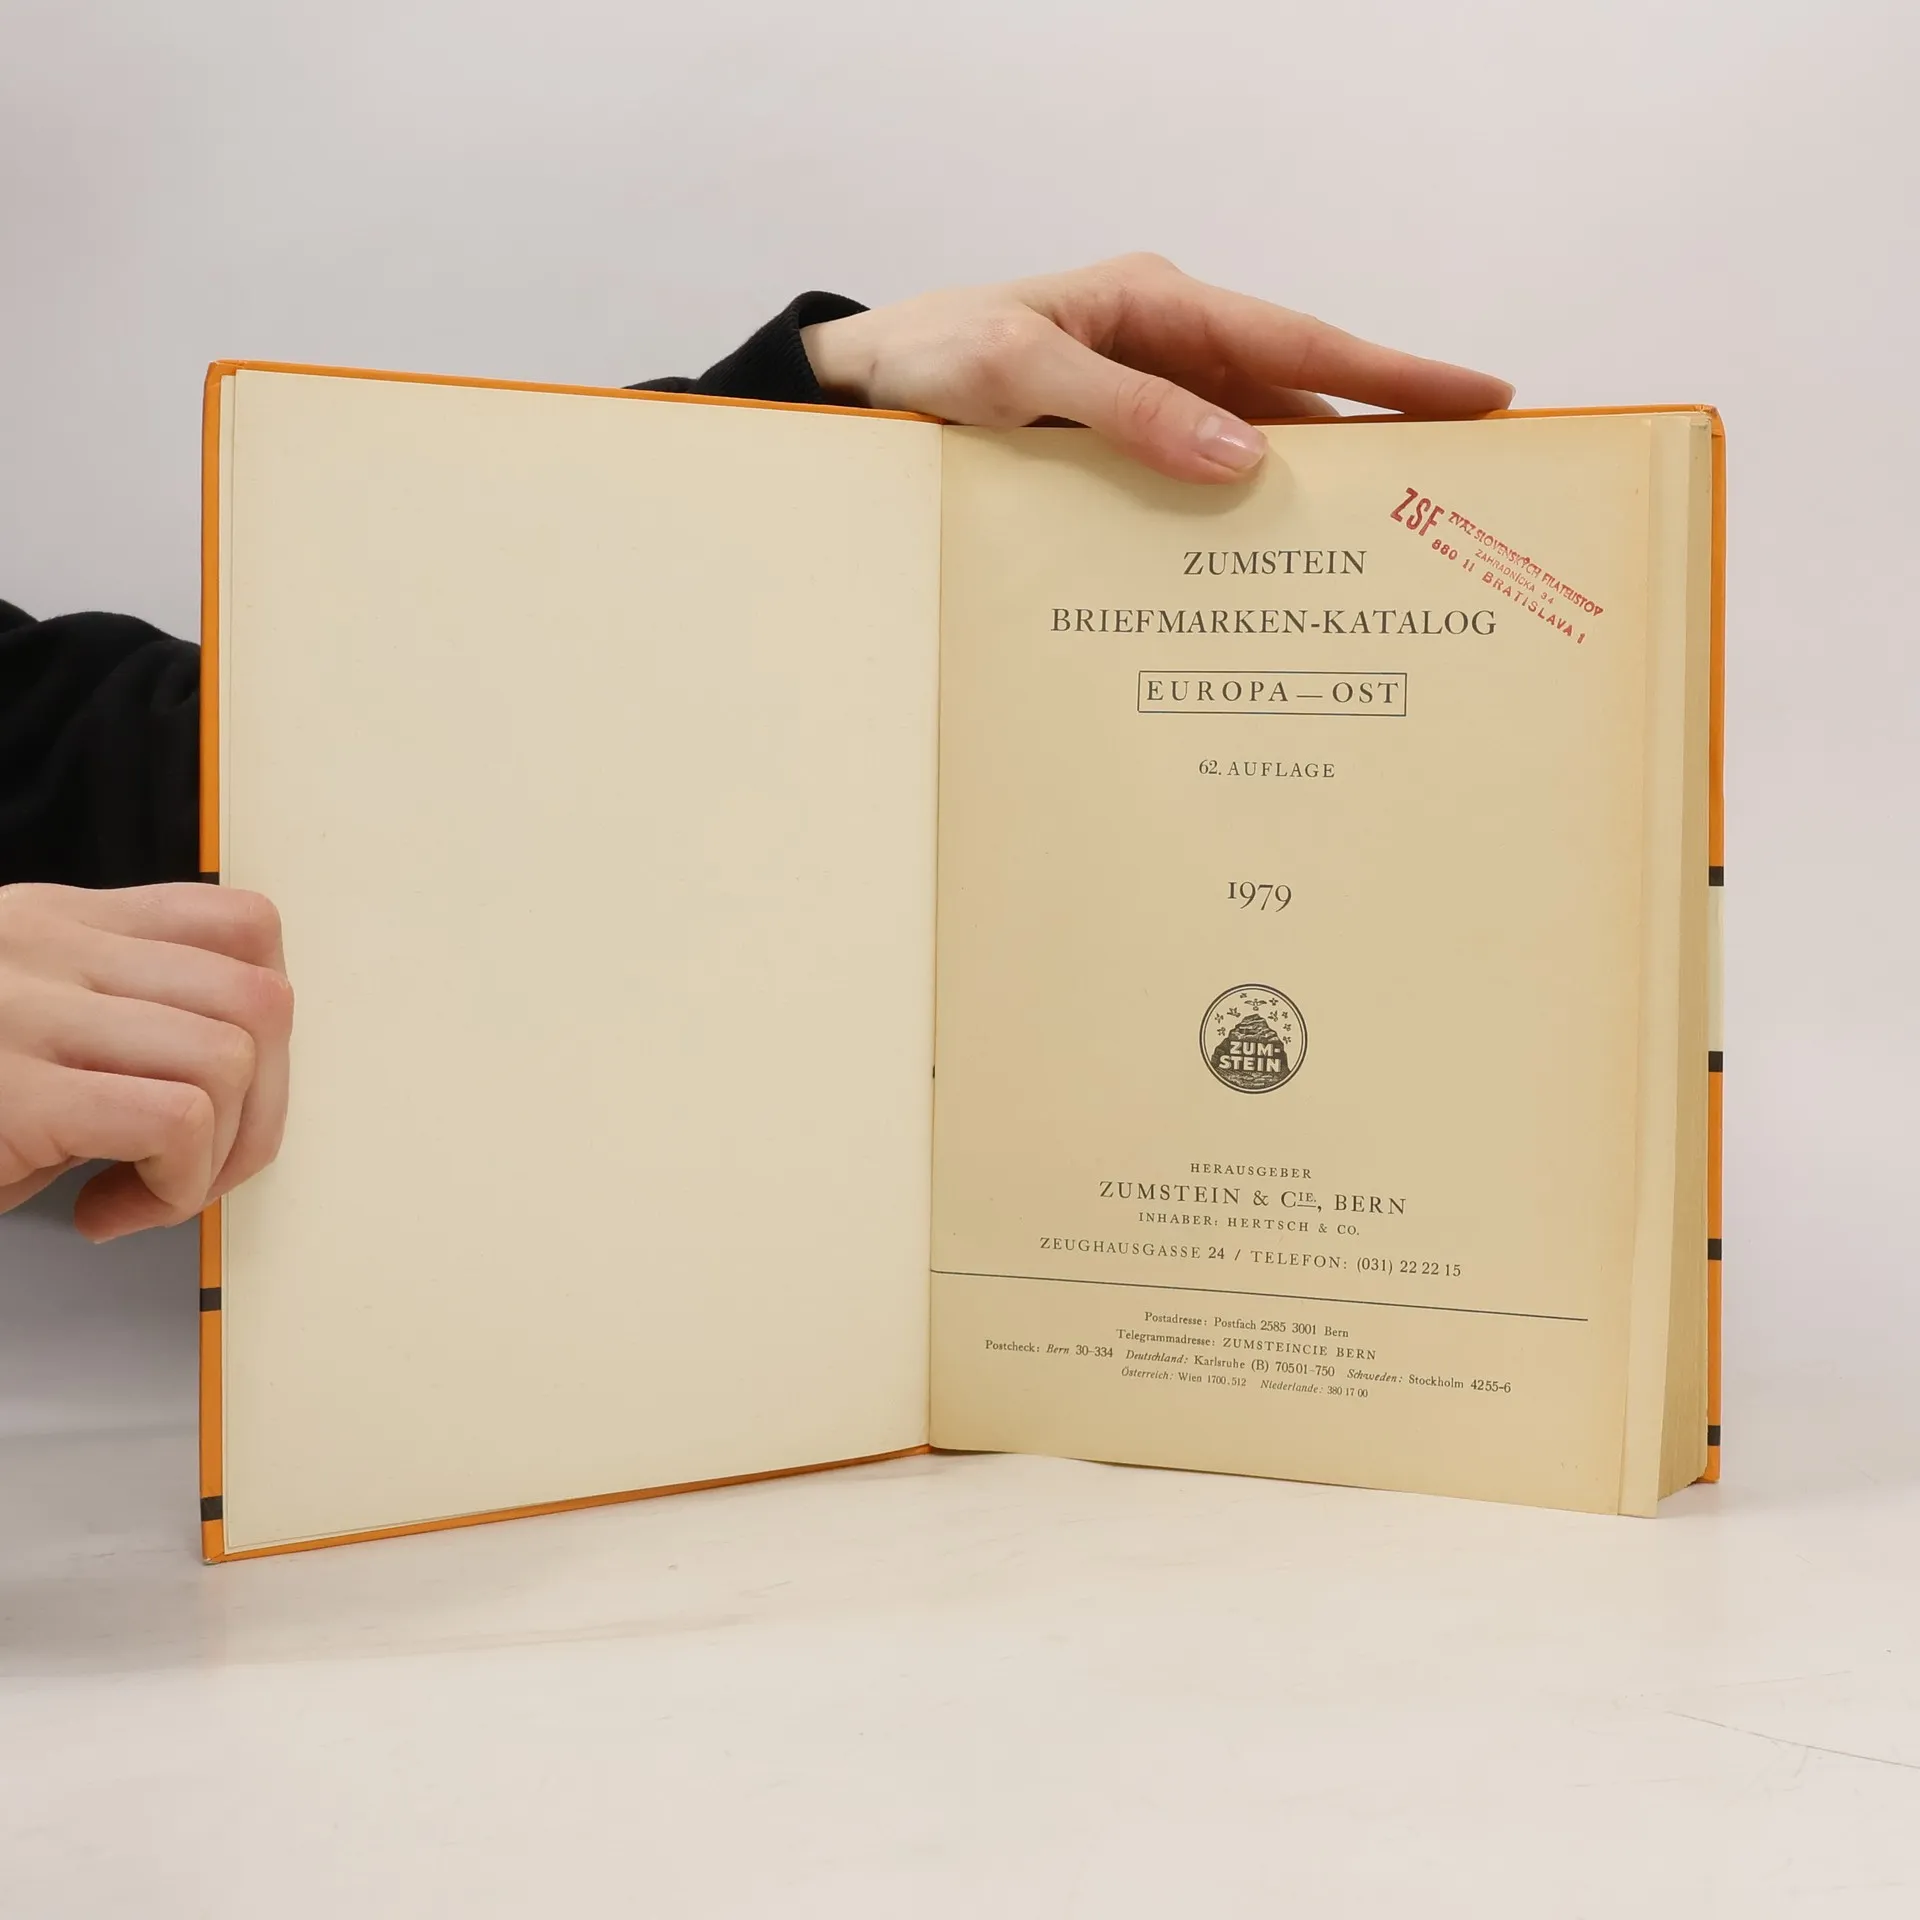 ZSF ZVÄZ SLOVENSKÝCH FILATELISTOV
ZAHRADNÍCKA 34
880 11 BRATISLAVA 1
ZUMSTEIN
BRIEFMARKEN-KATALOG
EUROPA — OST
62. AUFLAGE
1979
ZUM-
STEIN
HERAUSGEBER
ZUMSTEIN & CIE., BERN
INHABER: HERTSCH & CO.
ZEUGHAUSGASSE 24 / TELEFON: (031) 22 22 15
Postadresse: Postfach 2585 3001 Bern
Telegrammadresse: ZUMSTEINCIE BERN
Postcheck: Bern 30-334 Deutschland: Karlsruhe (B) 70501-750 Schweden: Stockholm 4255-6
Österreich: Wien 1700.512 Niederlande: 380 17 00